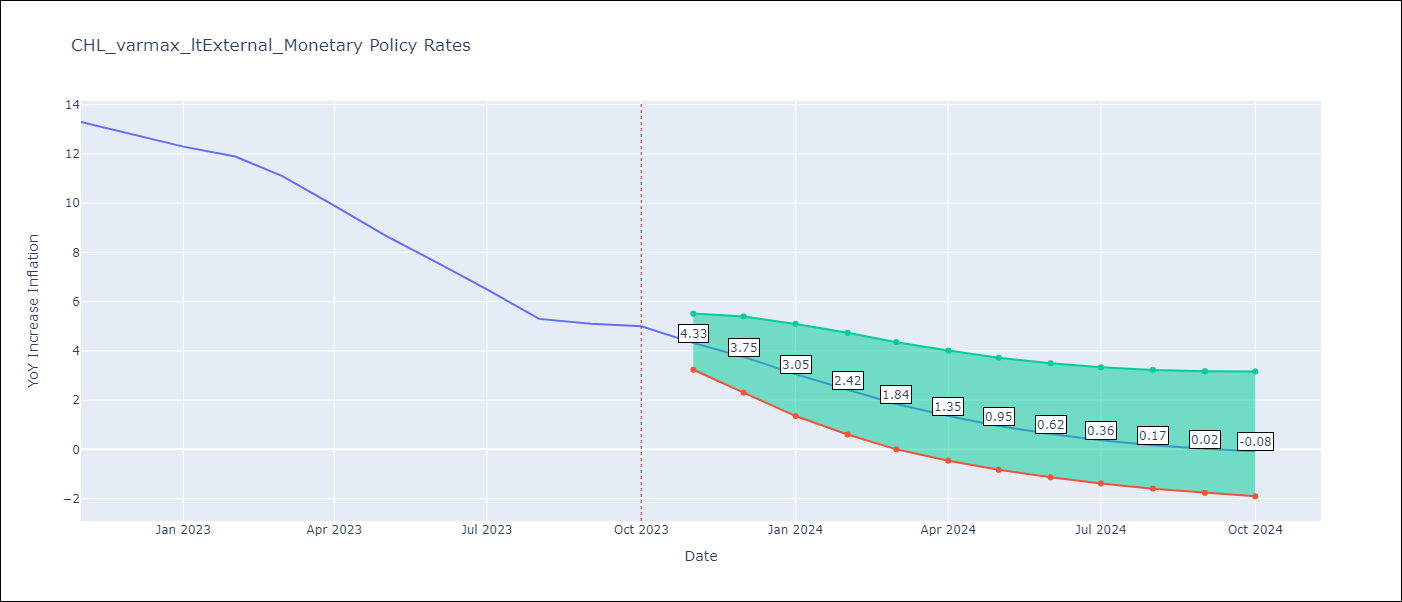 CHL_varmax_ltExternal_Monetary Policy Rates
14
12
10
8
6
4
2
0
−2
YoY Increase Inflation
4.33
3.75
3.05
2.42
1.84
1.35
0.95
0.62
0.36
0.17
0.02
-0.08
Jan 2023
Apr 2023
Jul 2023
Oct 2023
Jan 2024
Apr 2024
Jul 2024
Oct 2024
Date